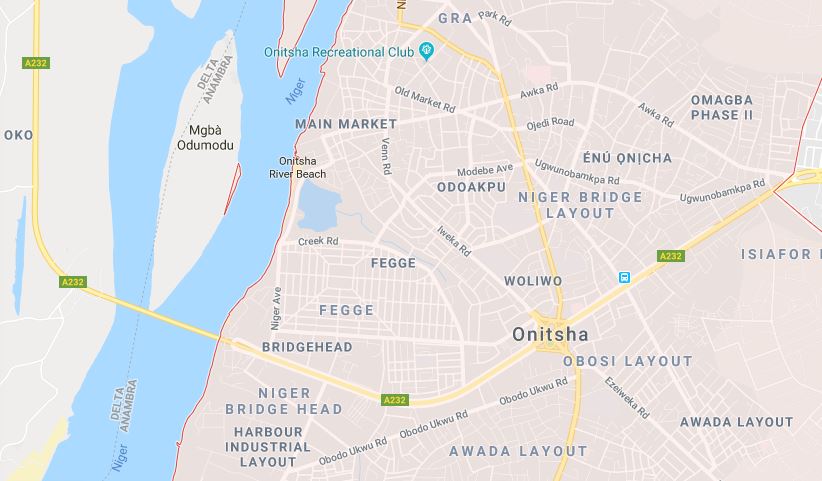 GRA
Park Rd
Onitsha Recreational Club
A232
DELTA
ANAMBRA
Niger
Old Market Rd
Awka Rd
Awka Rd
OMAGBA
PHASE II
Ojedi Road
OKO
Mgbà
Odumodu
MAIN MARKET
Venn Rd
ÉNÚ ỌNỊCHA
Onitsha
River Beach
Modebe Ave
Ugwunobamkpa Rd
ODOAKPU
Ugwunobamkpa Rd
NIGER BRIDGE
LAYOUT
Creek Rd
Iweka Rd
A232
ISIAFOR
FEGGE
A232
WOLIWO
Niger Ave
FEGGE
Onitsha
BRIDGEHEAD
OBOSI LAYOUT
DELTA
ANAMBRA
NIGER
BRIDGE HEAD
A232
Obodo Ukwu Rd
Ezeiweka Rd
Obodo Ukwu Rd
AWADA LAYOUT
HARBOUR
INDUSTRIAL
LAYOUT
Obodo Ukwu Rd
AWADA LAYOUT
Niger